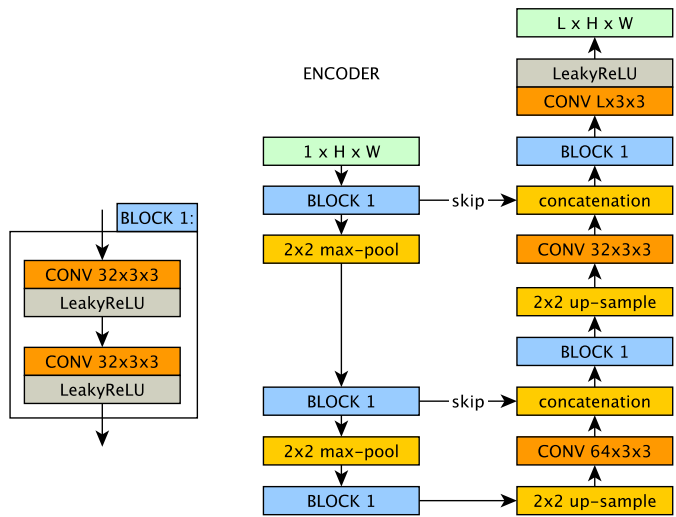 BLOCK 1:
CONV 32x3x3
LeakyReLU
CONV 32x3x3
LeakyReLU
ENCODER
1 x H x W
BLOCK 1
skip
2x2 max-pool
BLOCK 1
skip
2x2 max-pool
BLOCK 1
L x H x W
LeakyReLU
CONV Lx3x3
BLOCK 1
concatenation
CONV 32x3x3
2x2 up-sample
BLOCK 1
concatenation
CONV 64x3x3
2x2 up-sample